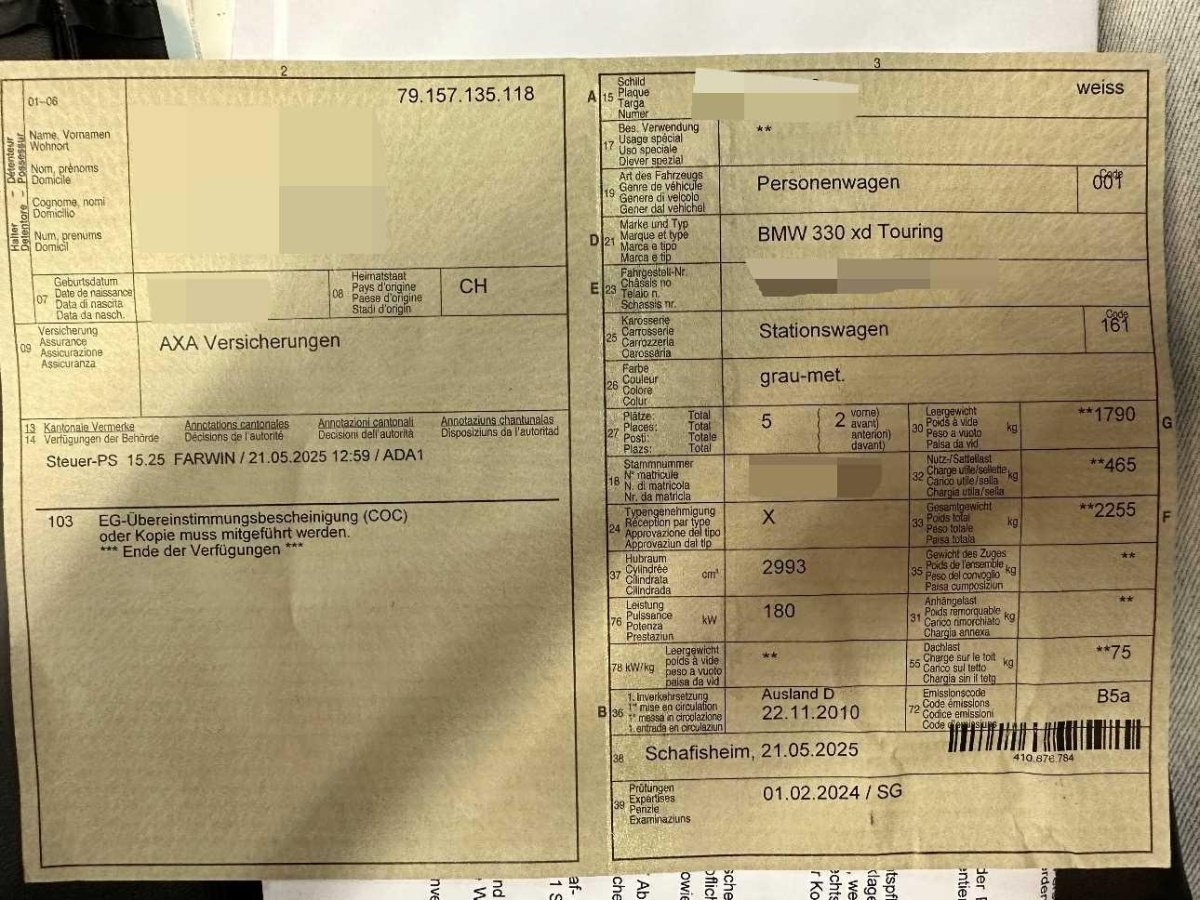 2
01–06
79.157.135.118
Halter – Détenteur
Detentore – Possessur
Name, Vornamen
Wohnort
Nom, prénoms
Domicile
Cognome, nomi
Domicilio
Num, prenums
Domicil
07
Geburtsdatum
Date de naissance
Data di nascita
Data da nasch.
08
Heimatstaat
Pays d'origine
Paese d'origine
Stadi d'origin
CH
09
Versicherung
Assurance
Assicurazione
Assicuranza
AXA Versicherungen
13 Kantonale Vermerke Annotations cantonales Annotazioni cantonali Annotaziuns chantunalas
14 Verfügungen der Behörde Décisions de l'autorité Decisioni dell'autorità Disposiziuns da l'autoritad
Steuer-PS 15.25 FARWIN / 21.05.2025 12:59 / ADA1
103 EG-Übereinstimmungsbescheinigung (COC)
oder Kopie muss mitgeführt werden.
*** Ende der Verfügungen ***
3
A 15
Schild
Plaque
Targa
Numer
weiss
17
Bes. Verwendung
Usage spécial
Uso speciale
Diever spezial
**
19
Art des Fahrzeugs
Genre de véhicule
Genere di veicolo
Gener dal vehichel
Personenwagen
Code
001
D 21
Marke und Typ
Marque et type
Marca e tipo
Marca e tip
BMW 330 xd Touring
E 23
Fahrgestell-Nr.
Châssis no
Telaio n.
Schassis nr.
25
Karosserie
Carrosserie
Carrozzeria
Carossaria
Stationswagen
Code
161
26
Farbe
Couleur
Colore
Colur
grau-met.
27
Plätze: Total
Places: Total
Posti: Totale
Plazs: Total
5
2
vorne)
avant)
anteriori)
davant)
30
Leergewicht
Poids à vide
Peso a vuoto
Paisa da vid
kg
**1790
G
18
Stammnummer
N° matricule
N. di matricola
Nr. da matricla
32
Nutz-/Sattellast
Charge utile/sellette
Carico utile/sella
Chargia utila/sella
kg
**465
24
Typengenehmigung
Réception par type
Approvazione del tipo
Approvaziun dal tip
X
33
Gesamtgewicht
Poids total
Peso totale
Paisa totala
kg
**2255
F
37
Hubraum
Cylindrée
Cilindrata
Cilindrada
cm³
2993
35
Gewicht des Zuges
Poids de l'ensemble
Peso del convoglio
Paisa cumposiziun
kg
**
76
Leistung
Puissance
Potenza
Prestaziun
kW
180
31
Anhängelast
Poids remorquable
Carico rimorchiato
Chargia annexa
kg
**
78 kW/kg
Leergewicht
poids à vide
peso a vuoto
paisa da vid
**
55
Dachlast
Charge sur le toit
Carico sul tetto
Chargia sin il tetg
kg
**75
B 36
1. Inverkehrsetzung
1re mise en circulation
1a messa in circolazione
1. entrada en circulaziun
Ausland D
22.11.2010
72
Emissionscode
Code émissions
Codice emissioni
Code d'emissiuns
B5a
38
Schafisheim, 21.05.2025
410.876.784
39
Prüfungen
Expertises
Perizie
Examinaziuns
01.02.2024 / SG